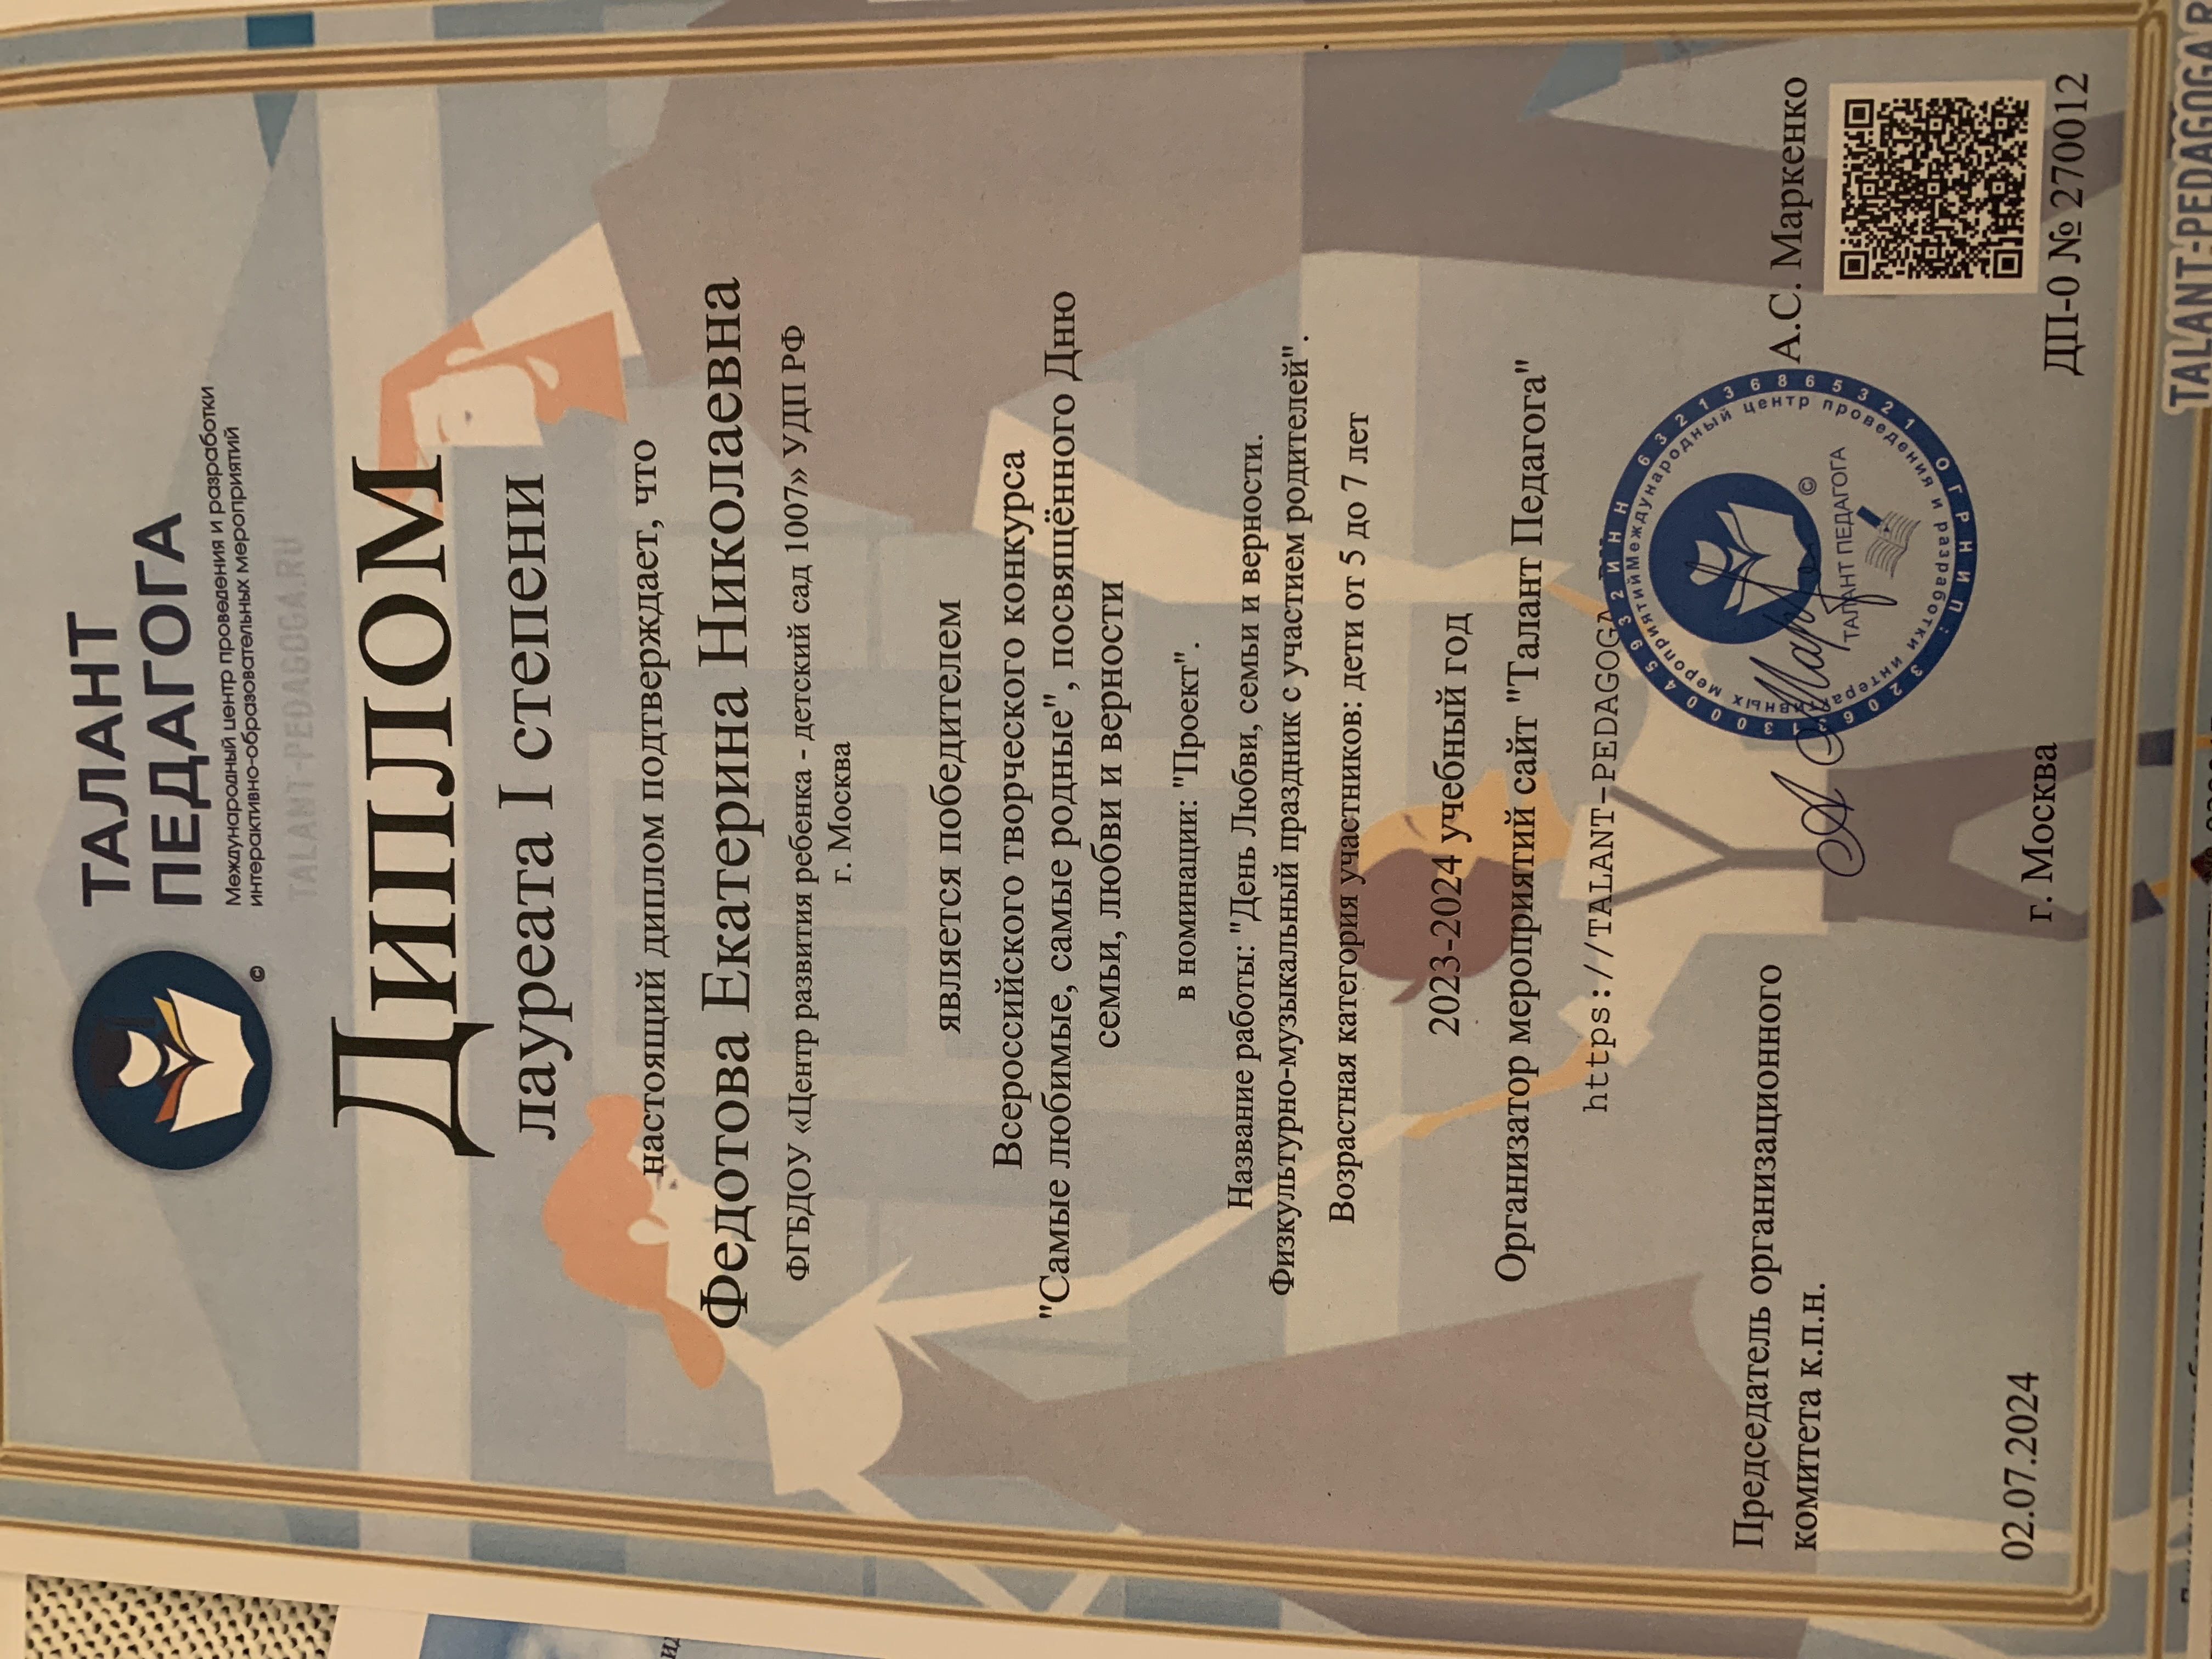 ТАЛАНТ
ПЕДАГОГА
Международный центр проведения и разработки
интерактивно-образовательных мероприятий
©
TALANT-PEDAGOGA.RU
Диплом
лауреата I степени
настоящий диплом подтверждает, что
Федотова Екатерина Николаевна
ФГБДОУ «Центр развития ребенка - детский сад 1007» УДП РФ
г. Москва
является победителем
Всероссийского творческого конкурса
"Самые любимые, самые родные", посвящённого Дню
семьи, любви и верности
в номинации: "Проект".
Название работы: "День Любви, семьи и верности.
Физкультурно-музыкальный праздник с участием родителей".
Возрастная категория участников: дети от 5 до 7 лет
2023-2024 учебный год
Организатор мероприятий сайт "Талант Педагога"
https://TALANT-PEDAGOGA
Председатель организационного
комитета к.п.н.
А.С. Маркенко
Международный центр проведения и разработки интерактивных мероприятий
ИНН 632136865321 ОГРНИП:
©
ТАЛАНТ ПЕДАГОГА
02.07.2024
г. Москва
ДП-0 № 270012
TALANT-PEDAGOGA.R